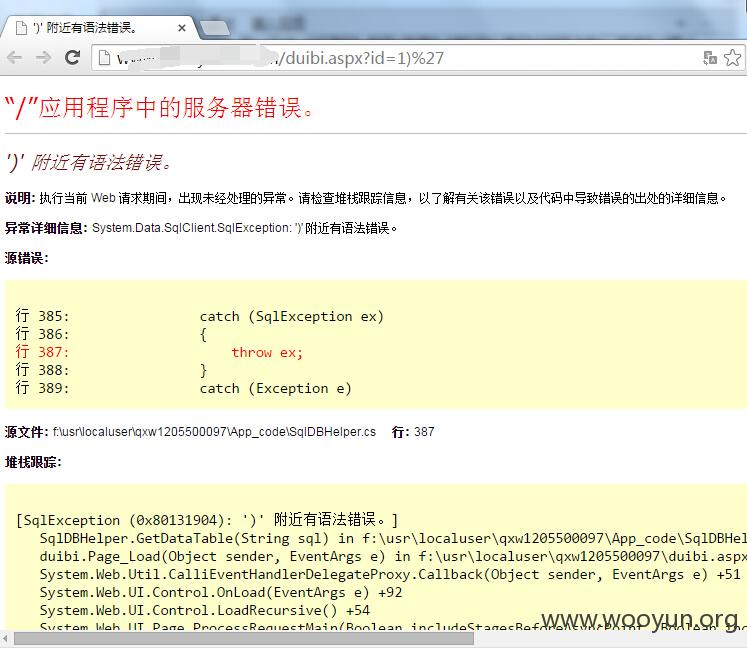 ')' 附近有语法错误。
/duibi.aspx?id=1)%27
“/”应用程序中的服务器错误。
')' 附近有语法错误。
说明: 执行当前 Web 请求期间，出现未经处理的异常。请检查堆栈跟踪信息，以了解有关该错误以及代码中导致错误的出处的详细信息。
异常详细信息: System.Data.SqlClient.SqlException: ')' 附近有语法错误。
源错误:
行 385: catch (SqlException ex)
行 386: {
行 387: throw ex;
行 388: }
行 389: catch (Exception e)
源文件: f:\usr\localuser\qxw1205500097\App_code\SqlDBHelper.cs 行: 387
堆栈跟踪:
[SqlException (0x80131904): ')' 附近有语法错误。]
SqlDBHelper.GetDataTable(String sql) in f:\usr\localuser\qxw1205500097\App_code\SqlDBHel
duibi.Page_Load(Object sender, EventArgs e) in f:\usr\localuser\qxw1205500097\duibi.aspx
System.Web.Util.CalliEventHandlerDelegateProxy.Callback(Object sender, EventArgs e) +51
System.Web.UI.Control.OnLoad(EventArgs e) +92
System.Web.UI.Control.LoadRecursive() +54
System.Web.UI.Page.ProcessRequestMain(Boolean includeStagesBeforeAsyncPoint, Boolean inc
www.wooyun.org